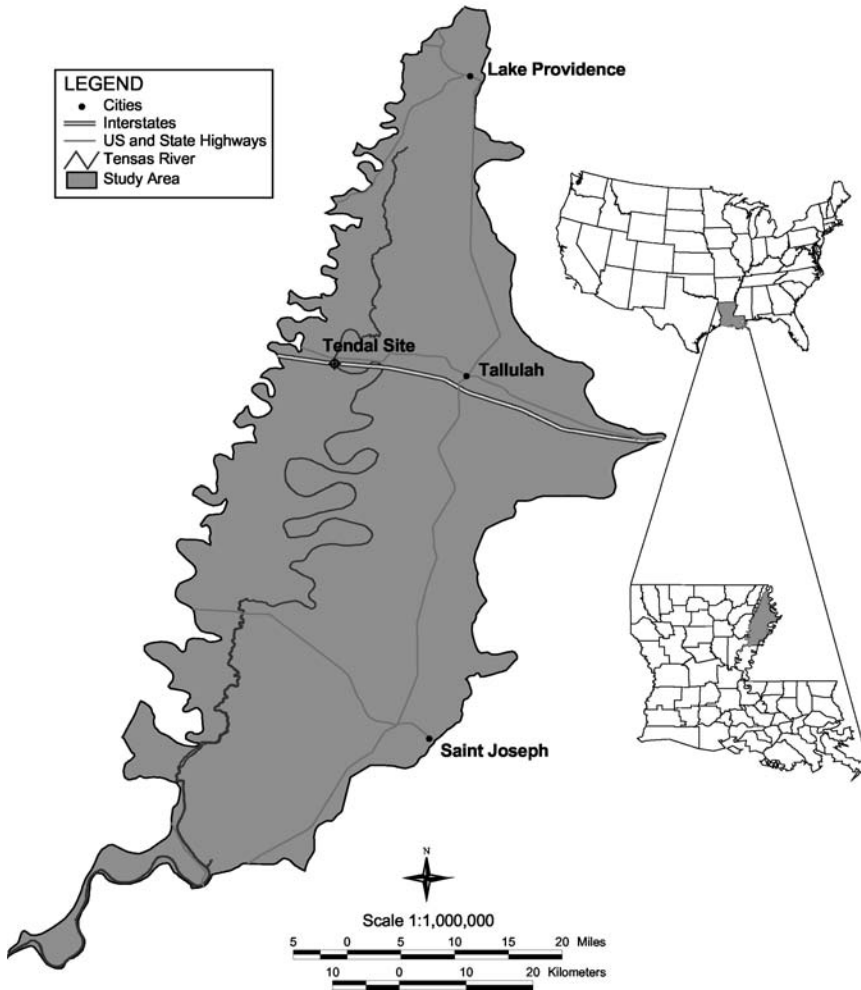 LEGEND
Cities
Interstates
US and State Highways
Tensas River
Study Area
Lake Providence
Tendal Site
Tallulah
Saint Joseph
N
Scale 1:1,000,000
5 0 5 10 15 20 Miles
10 0 10 20 Kilometers